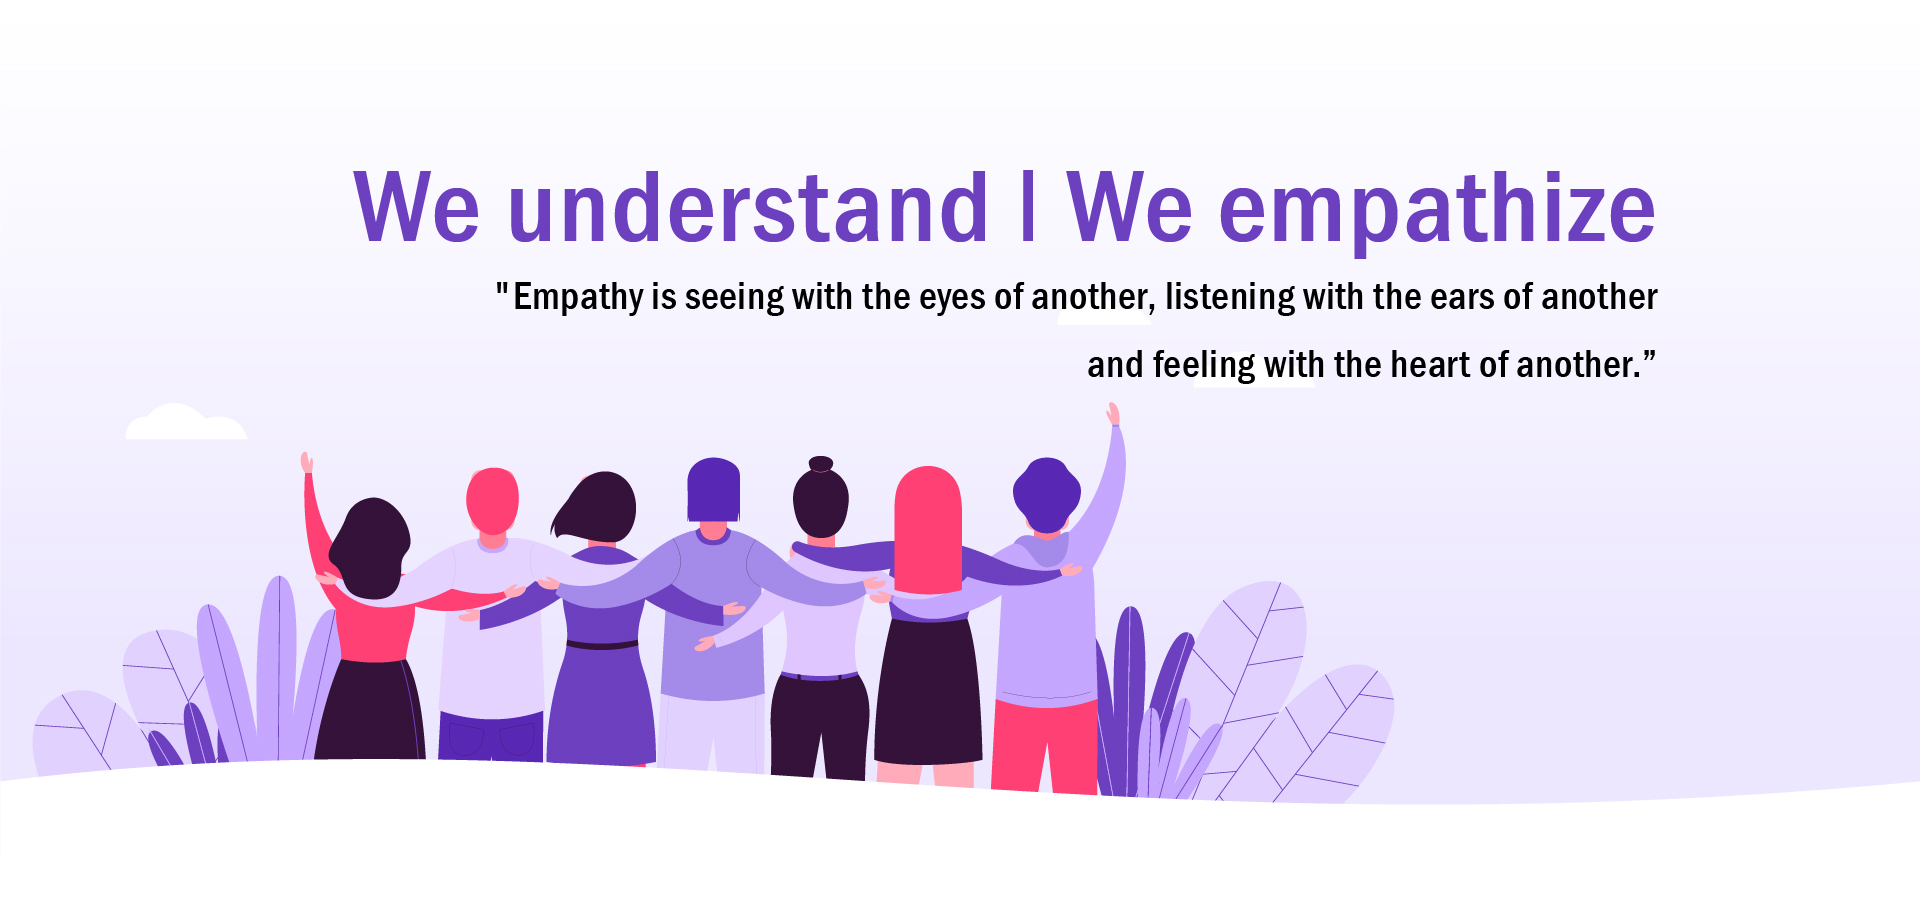 We understand | We empathize
"Empathy is seeing with the eyes of another, listening with the ears of another
and feeling with the heart of another.”